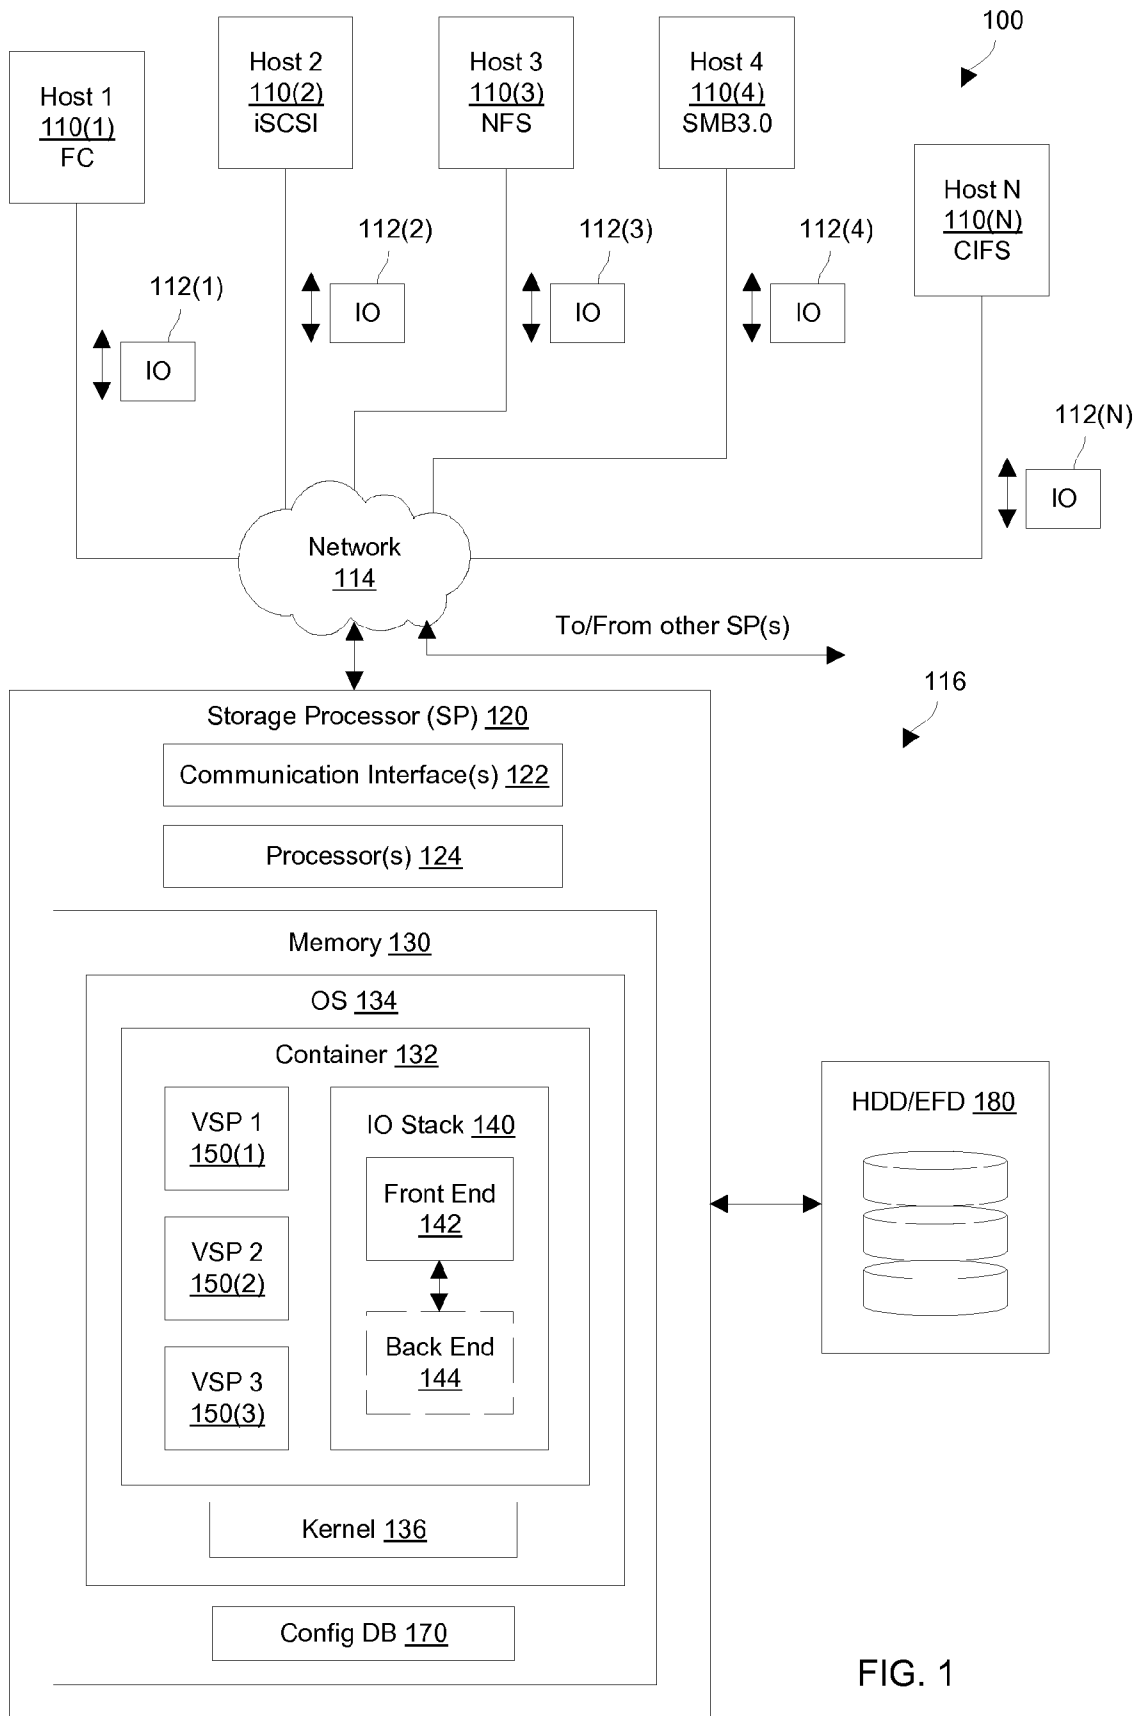 100
Host 1
110(1)
FC
Host 2
110(2)
iSCSI
Host 3
110(3)
NFS
Host 4
110(4)
SMB3.0
Host N
110(N)
CIFS
112(1)
IO
112(2)
IO
112(3)
IO
112(4)
IO
112(N)
IO
Network
114
To/From other SP(s)
116
Storage Processor (SP) 120
Communication Interface(s) 122
Processor(s) 124
Memory 130
OS 134
Container 132
VSP 1
150(1)
VSP 2
150(2)
VSP 3
150(3)
IO Stack 140
Front End
142
Back End
144
Kernel 136
Config DB 170
HDD/EFD 180
FIG. 1